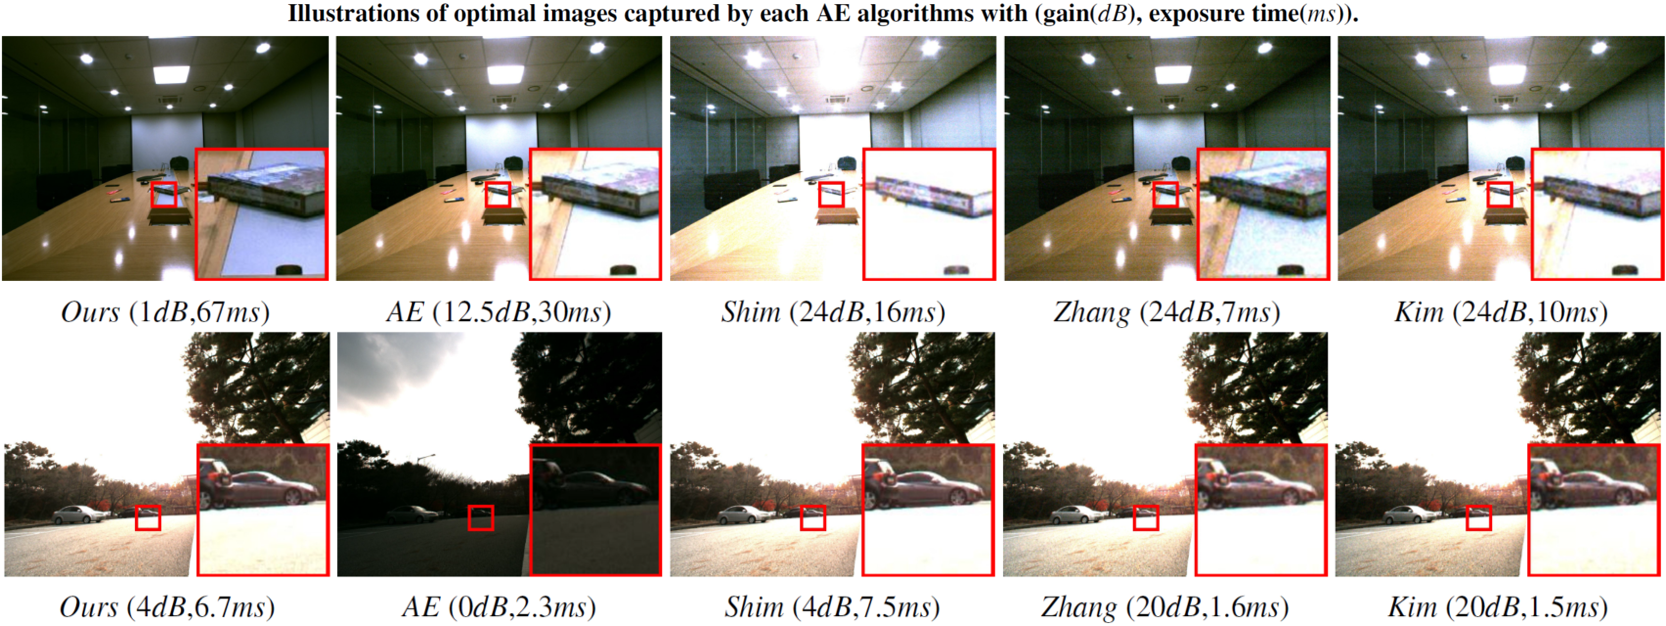 Illustrations of optimal images captured by each AE algorithms with (gain(dB), exposure time(ms)).
Ours (1dB,67ms) AE (12.5dB,30ms) Shim (24dB,16ms) Zhang (24dB,7ms) Kim (24dB,10ms)
Ours (4dB,6.7ms) AE (0dB,2.3ms) Shim (4dB,7.5ms) Zhang (20dB,1.6ms) Kim (20dB,1.5ms)